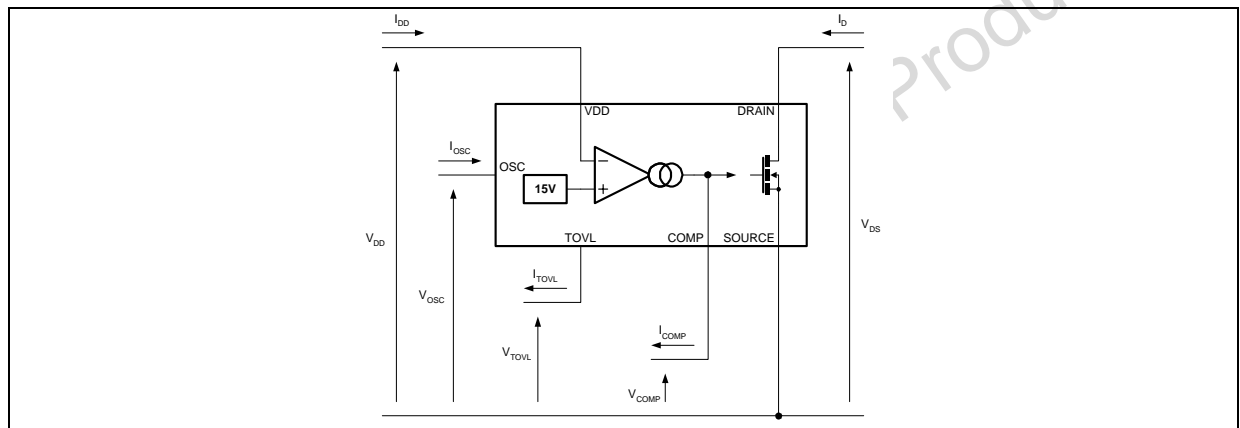 IDD
ID
Produ
VDD
DRAIN
IOSC
OSC
15V
−
+
TOVL
COMP
SOURCE
VDD
VDS
ITOVL
VOSC
ICOMP
VTOVL
VCOMP